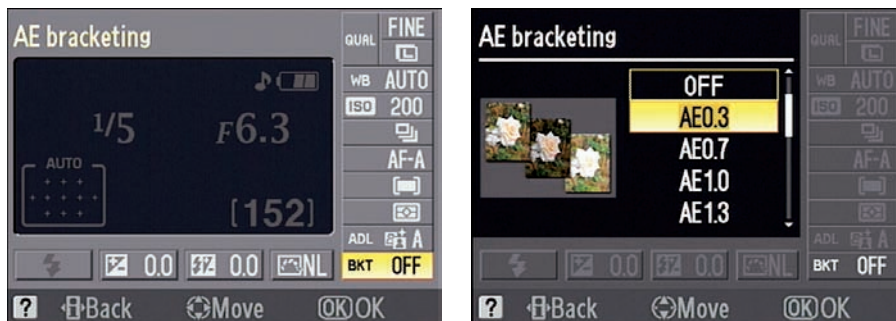 AE bracketing
QUAL FINE
L
WB AUTO
ISO 200
1/5 F6.3
AF-A
AUTO
[152]
ADL A
0.0 0.0 NL
BKT OFF
? Back Move OK OK
AE bracketing
QUAL FINE
L
OFF
WB AUTO
AE0.3
ISO 200
AE0.7
AF-A
AE1.0
AE1.3
ADL A
0.0 0.0 NL
BKT OFF
? Back Move OK OK